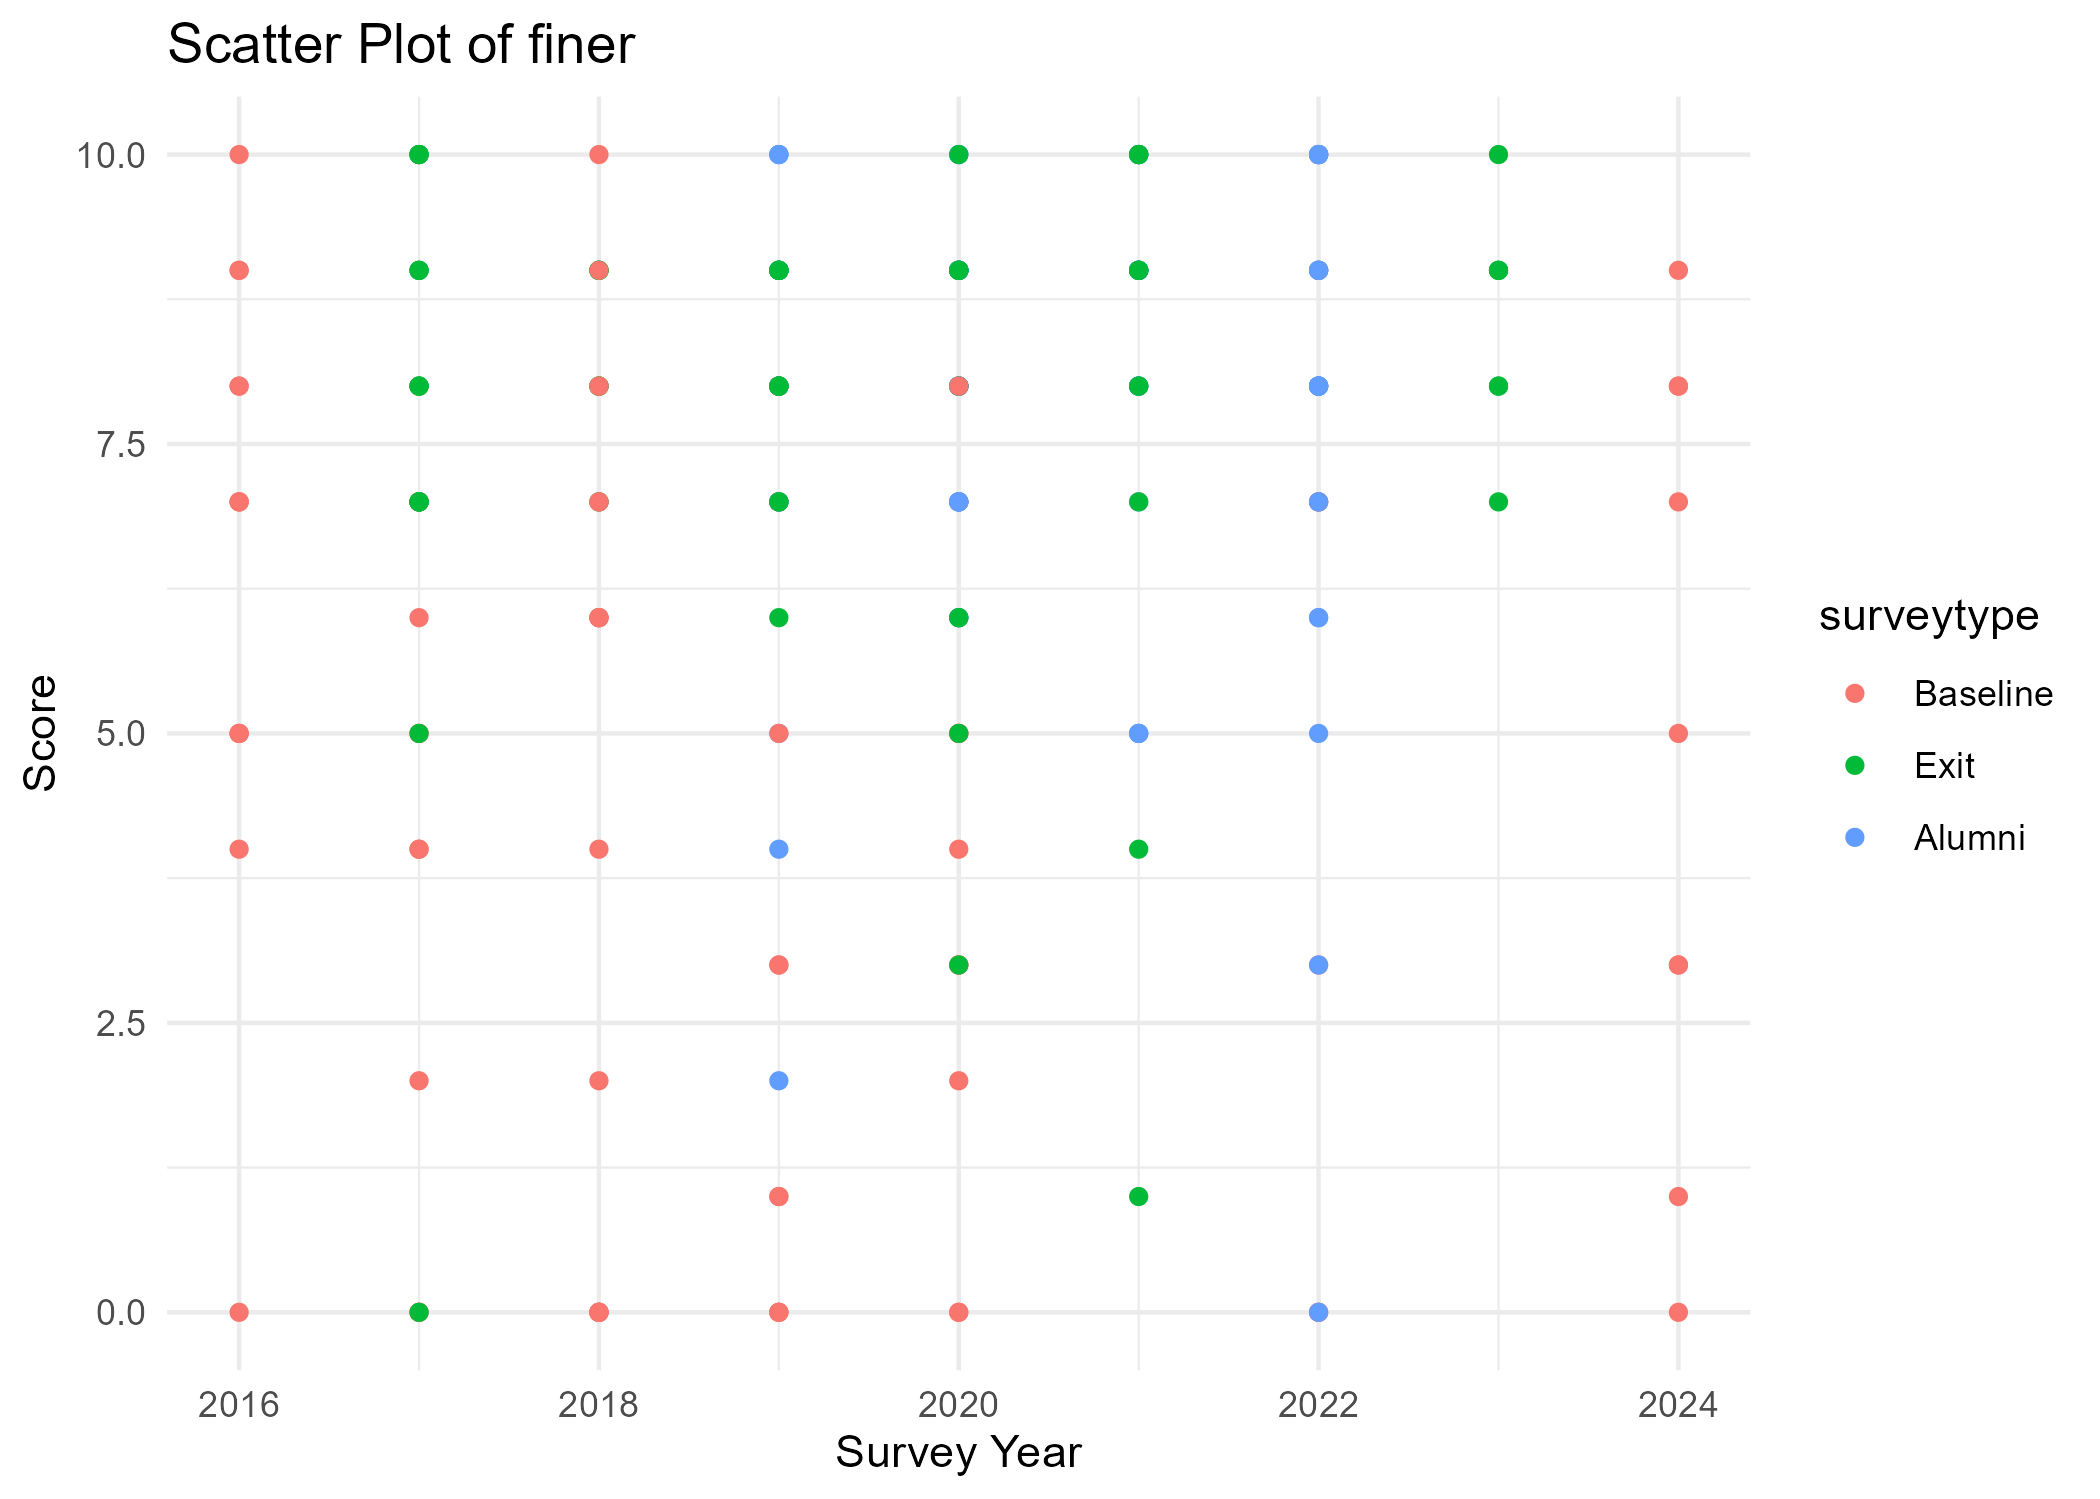 Scatter Plot of finer
10.0
7.5
5.0
2.5
0.0
Score
2016 2018 2020 2022 2024
Survey Year
surveytype
Baseline
Exit
Alumni